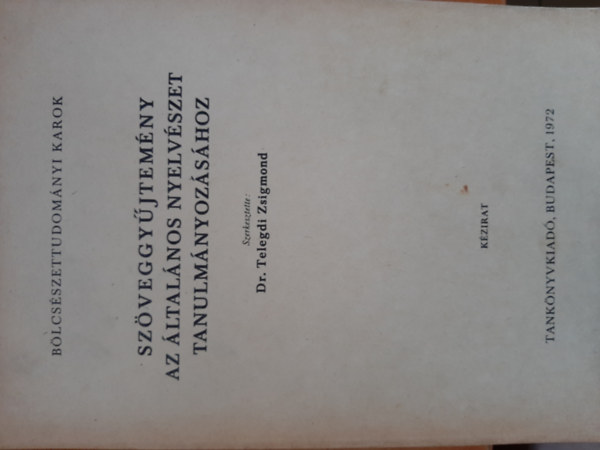 BÖLCSÉSZETTUDOMÁNYI KAROK
SZÖVEGGYŰJTEMÉNY
AZ ÁLTALÁNOS NYELVÉSZET
TANULMÁNYOZÁSÁHOZ
Szerkesztette:
Dr. Telegdi Zsigmond
KÉZIRAT
TANKÖNYVKIADÓ, BUDAPEST, 1972